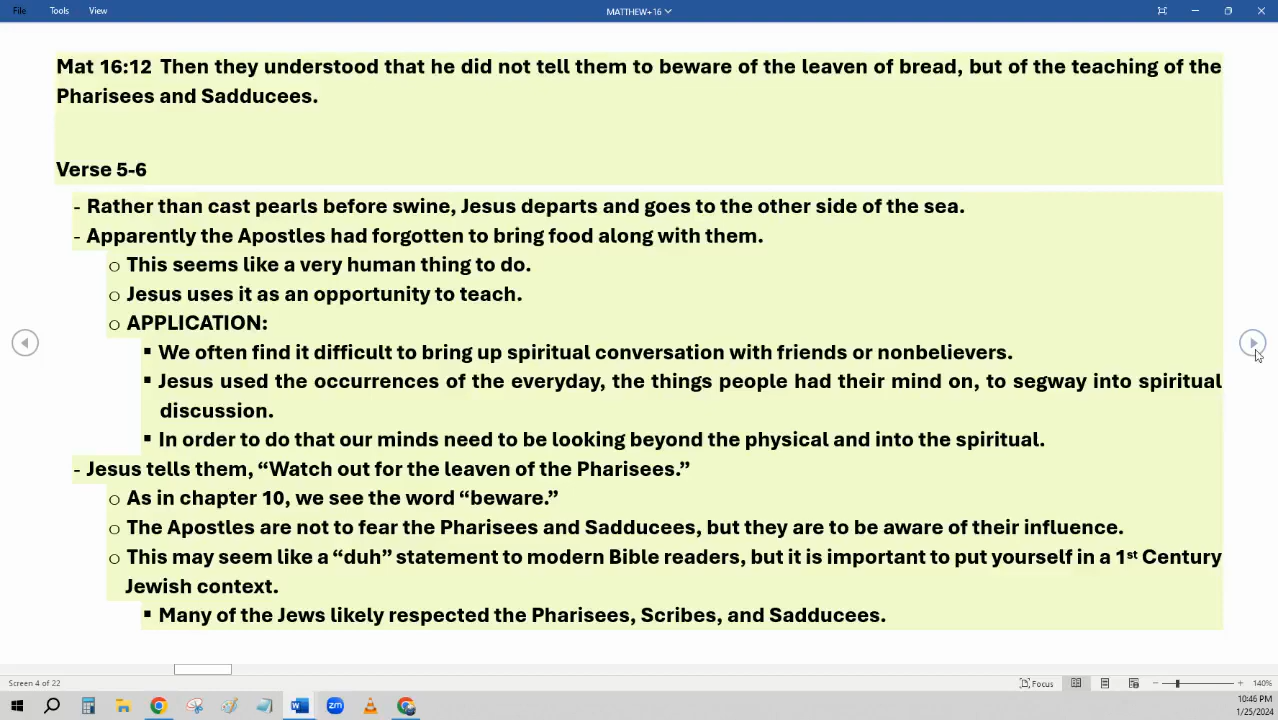 File Tools View MATTHEW+16
Mat 16:12 Then they understood that he did not tell them to beware of the leaven of bread, but of the teaching of the
Pharisees and Sadducees.
Verse 5-6
- Rather than cast pearls before swine, Jesus departs and goes to the other side of the sea.
- Apparently the Apostles had forgotten to bring food along with them.
o This seems like a very human thing to do.
o Jesus uses it as an opportunity to teach.
o APPLICATION:
▪ We often find it difficult to bring up spiritual conversation with friends or nonbelievers.
▪ Jesus used the occurrences of the everyday, the things people had their mind on, to segway into spiritual
discussion.
▪ In order to do that our minds need to be looking beyond the physical and into the spiritual.
- Jesus tells them, “Watch out for the leaven of the Pharisees.”
o As in chapter 10, we see the word “beware.”
o The Apostles are not to fear the Pharisees and Sadducees, but they are to be aware of their influence.
o This may seem like a “duh” statement to modern Bible readers, but it is important to put yourself in a 1st Century
Jewish context.
▪ Many of the Jews likely respected the Pharisees, Scribes, and Sadducees.
Screen 4 of 22 Focus 140%
zm
10:46 PM
1/25/2024